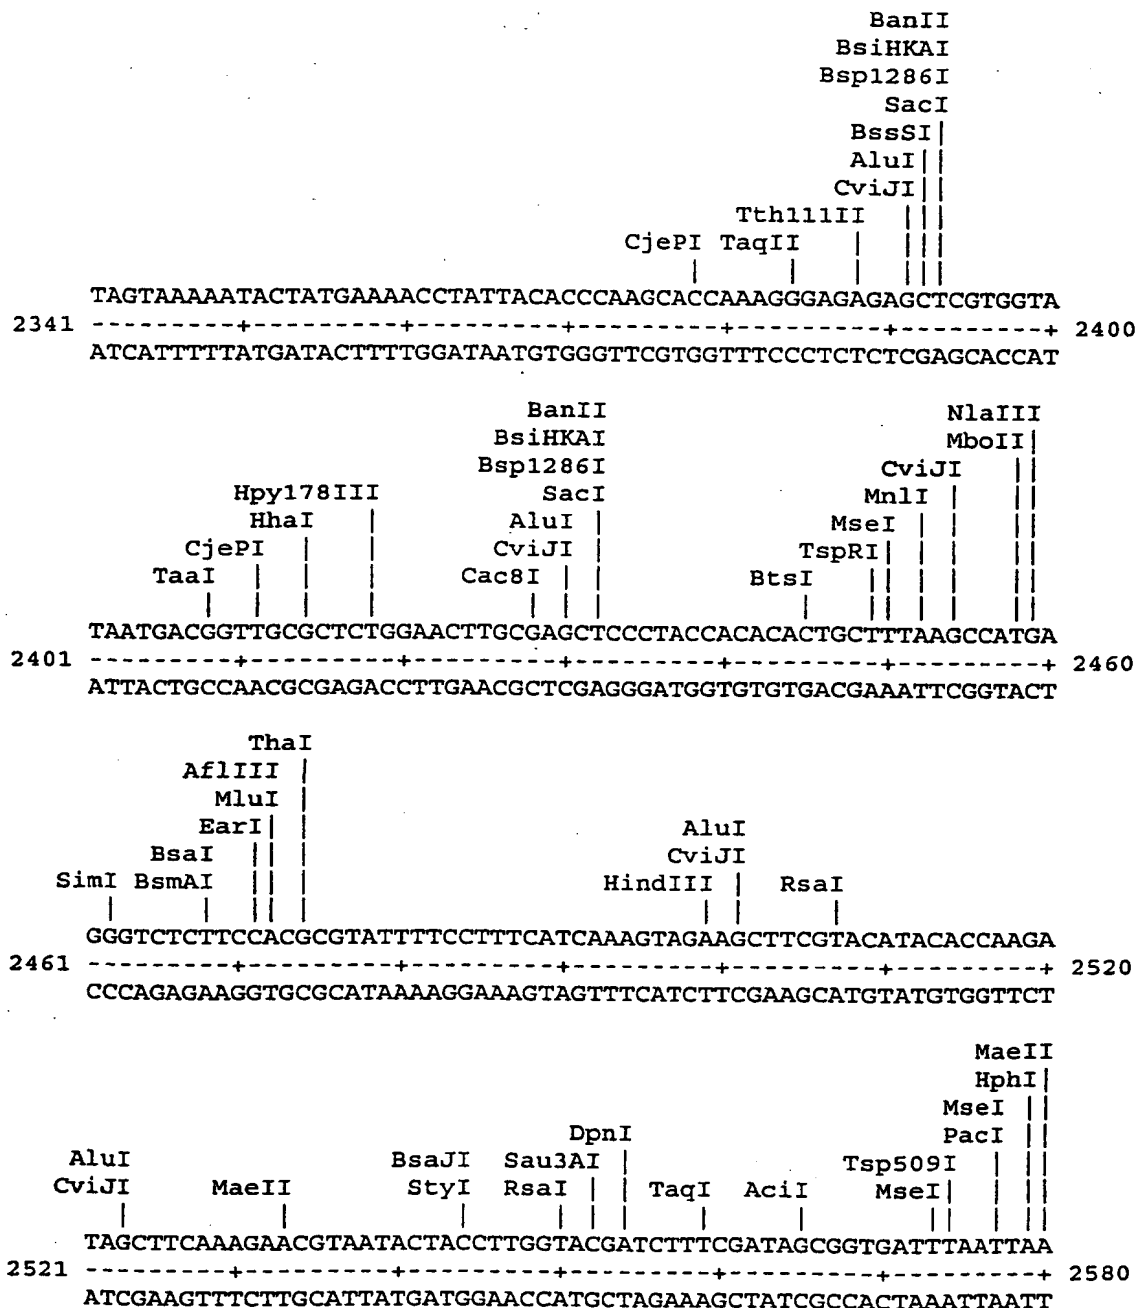 BanII
BsiHKAI
Bsp1286I
SacI
BssSI
AluI
CviJI
Tth111II
CjePI TaqII
TAGTAAAAATACTATGAAAACCTATTACACCCAAGCACCAAAGGGAGAGAGCTCGTGGTA
2341 ---------+---------+---------+---------+---------+---------+ 2400
ATCATTTTTATGATACTTTTGGATAATGTGGGTTCGTGGTTTCCCTCTCTCGAGCACCAT
BanII NlaIII
BsiHKAI MboII
Bsp1286I CviJI
Hpy178III SacI MnlI
HhaI AluI MseI
CjePI CviJI TspRI
TaaI Cac8I BtsI
TAATGACGGTTGCGCTCTGGAACTTGCGAGCTCCCTACCACACACTGCTTTAAGCCATGA
2401 ---------+---------+---------+---------+---------+---------+ 2460
ATTACTGCCAACGCGAGACCTTGAACGCTCGAGGGATGGTGTGTGACGAAATTCGGTACT
ThaI
AflIII
MluI
EarI AluI
BsaI CviJI
SimI BsmAI HindIII RsaI
GGGTCTCTTCCACGCGTATTTTCCTTTCATCAAAGTAGAAGCTTCGTACATACACCAAGA
2461 ---------+---------+---------+---------+---------+---------+ 2520
CCCAGAGAAGGTGCGCATAAAAGGAAAGTAGTTTCATCTTCGAAGCATGTATGTGGTTCT
MaeII
HphI
MseI
DpnI PacI
AluI BsaJI Sau3AI Tsp509I
CviJI MaeII StyI RsaI TaqI AciI MseI
TAGCTTCAAAGAACGTAATACTACCTTGGTACGATCTTTCGATAGCGGTGATTTAATTAA
2521 ---------+---------+---------+---------+---------+---------+ 2580
ATCGAAGTTTCTTGCATTATGATGGAACCATGCTAGAAAGCTATCGCCACTAAATTAATT